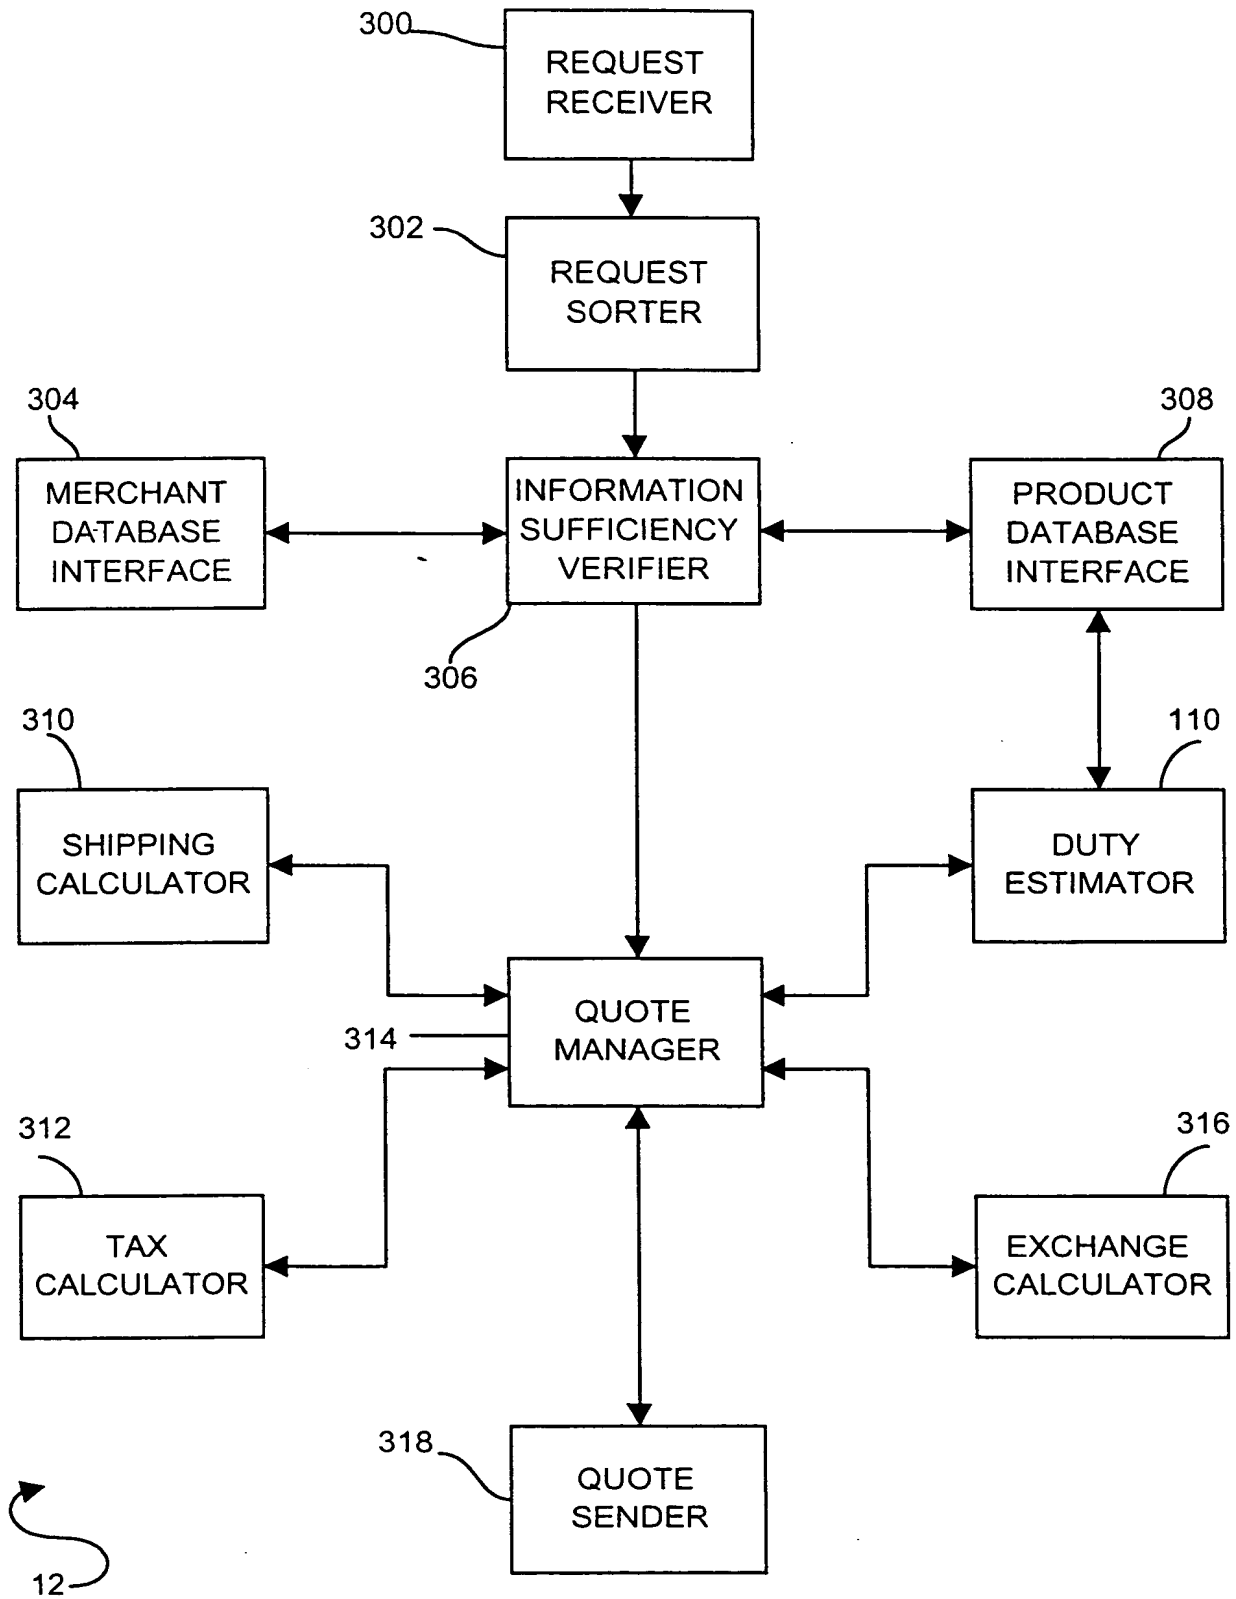 300
REQUEST
RECEIVER
302
REQUEST
SORTER
304
MERCHANT
DATABASE
INTERFACE
INFORMATION
SUFFICIENCY
VERIFIER
306
308
PRODUCT
DATABASE
INTERFACE
310
SHIPPING
CALCULATOR
110
DUTY
ESTIMATOR
314
QUOTE
MANAGER
312
TAX
CALCULATOR
316
EXCHANGE
CALCULATOR
318
QUOTE
SENDER
12